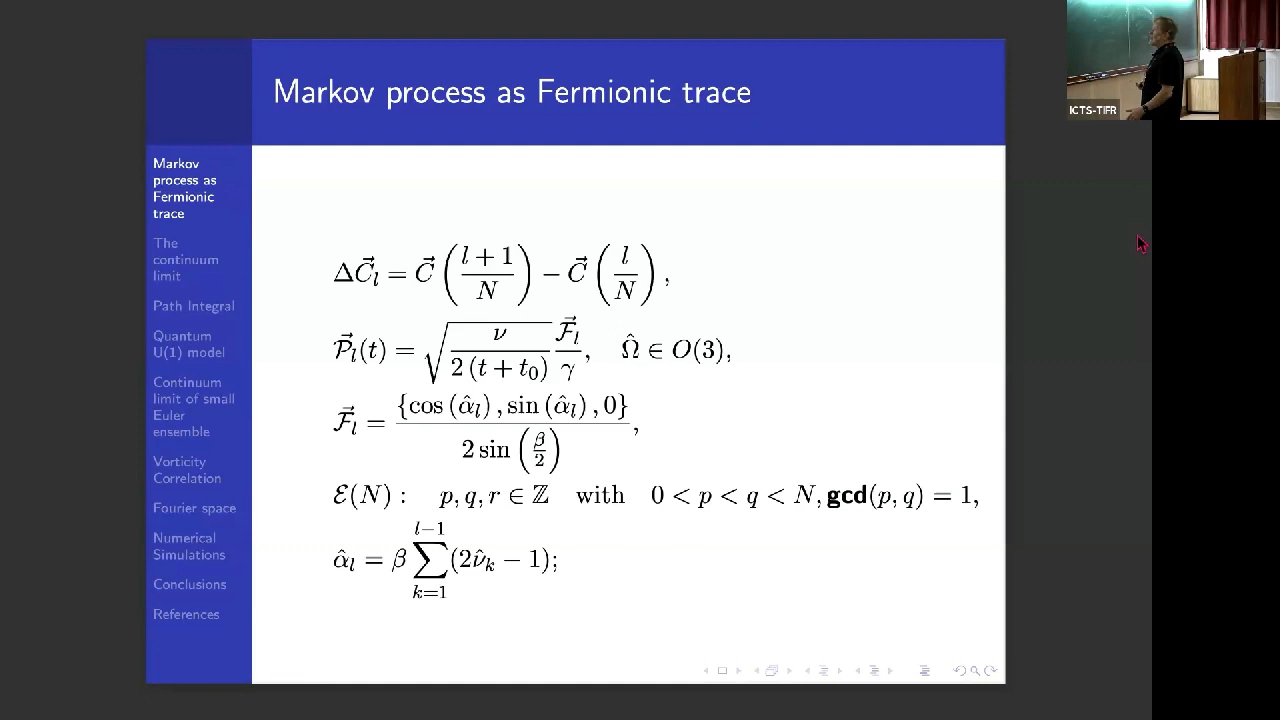 Markov process as Fermionic trace
ICTS-TIFR
Markov
process as
Fermionic
trace
The
continuum
limit
Path Integral
Quantum
U(1) model
Continuum
limit of small
Euler
ensemble
Vorticity
Correlation
Fourier space
Numerical
Simulations
Conclusions
References
$\Delta \vec{C}_l = \vec{C}\left(\frac{l+1}{N}\right) - \vec{C}\left(\frac{l}{N}\right),$
$\vec{\mathcal{P}}_l(t) = \sqrt{\frac{\nu}{2(t+t_0)}} \frac{\vec{\mathcal{F}}_l}{\gamma}, \quad \hat{\Omega} \in O(3),$
$\vec{\mathcal{F}}_l = \frac{\{\cos(\hat{\alpha}_l), \sin(\hat{\alpha}_l), 0\}}{2 \sin\left(\frac{\beta}{2}\right)},$
$\mathcal{E}(N): \quad p, q, r \in \mathbb{Z} \quad \text{with} \quad 0 < p < q < N, \textbf{gcd}(p, q) = 1,$
$\hat{\alpha}_l = \beta \sum_{k=1}^{l-1} (2\hat{\nu}_k - 1);$